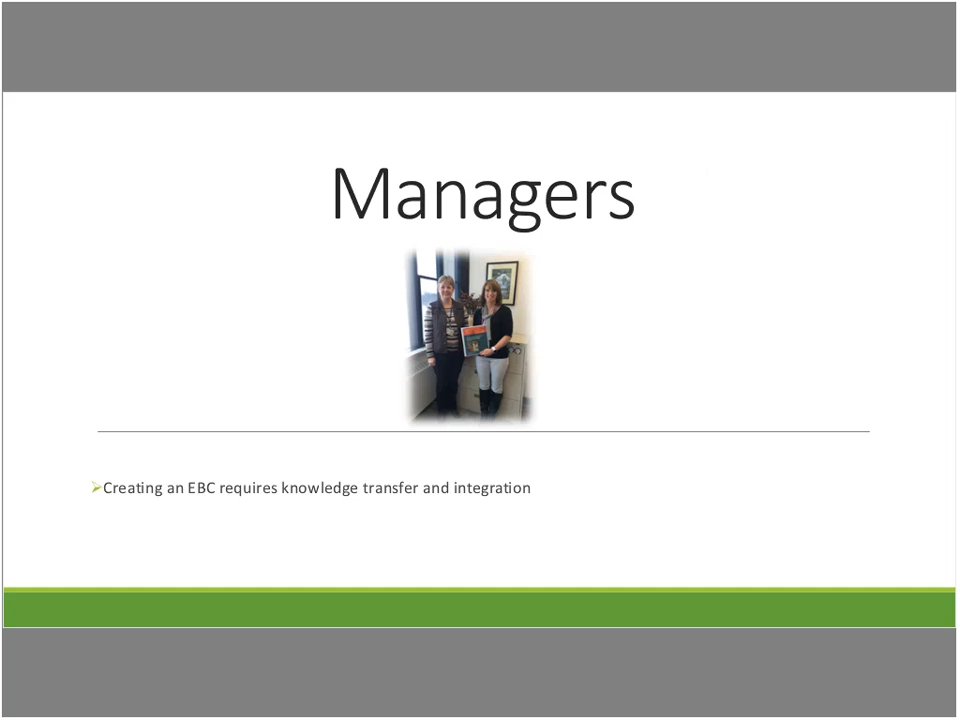 Managers
Creating an EBC requires knowledge transfer and integration